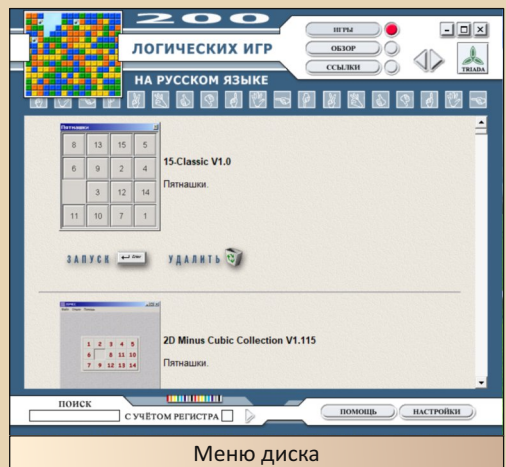 200
ЛОГИЧЕСКИХ ИГР
НА РУССКОМ ЯЗЫКЕ
ИГРЫ
ОБЗОР
ССЫЛКИ
TRIADA
Пятнашки
8 13 15 5
6 9 2 4
3 12 14
11 10 7 1
15-Classic V1.0
Пятнашки.
ЗАПУСК
УДАЛИТЬ
1 2 3 4 5
6 8 11 10
7 9 12 13 14
2D Minus Cubic Collection V1.115
Пятнашки.
ПОИСК
С УЧЁТОМ РЕГИСТРА
ПОМОЩЬ
НАСТРОЙКИ
Меню диска